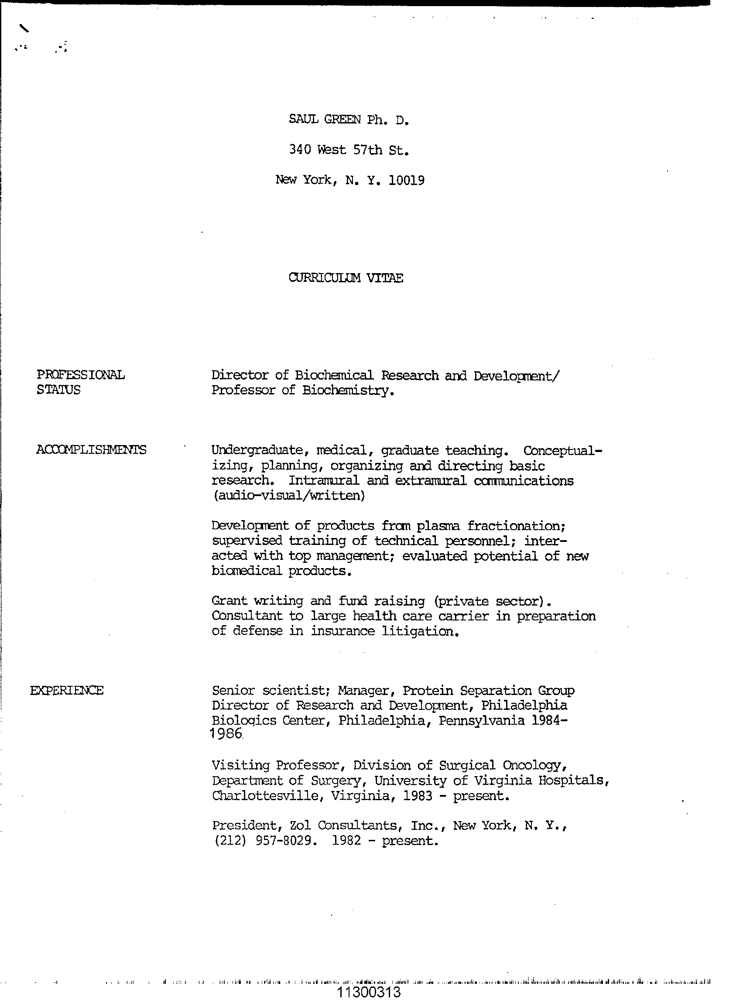 SAUL GREEN Ph. D.
340 West 57th St.
New York, N. Y. 10019
CURRICULUM VITAE
PROFESSIONAL
STATUS
Director of Biochemical Research and Development/
Professor of Biochemistry.
ACCOMPLISHMENTS
Undergraduate, medical, graduate teaching. Conceptual-
izing, planning, organizing and directing basic
research. Intramural and extramural communications
(audio-visual/written)
Development of products from plasma fractionation;
supervised training of technical personnel; inter-
acted with top management; evaluated potential of new
biomedical products.
Grant writing and fund raising (private sector).
Consultant to large health care carrier in preparation
of defense in insurance litigation.
EXPERIENCE
Senior scientist; Manager, Protein Separation Group
Director of Research and Development, Philadelphia
Biologics Center, Philadelphia, Pennsylvania 1984-
1986
Visiting Professor, Division of Surgical Oncology,
Department of Surgery, University of Virginia Hospitals,
Charlottesville, Virginia, 1983 - present.
President, Zol Consultants, Inc., New York, N. Y.,
(212) 957-8029. 1982 - present.
11300313